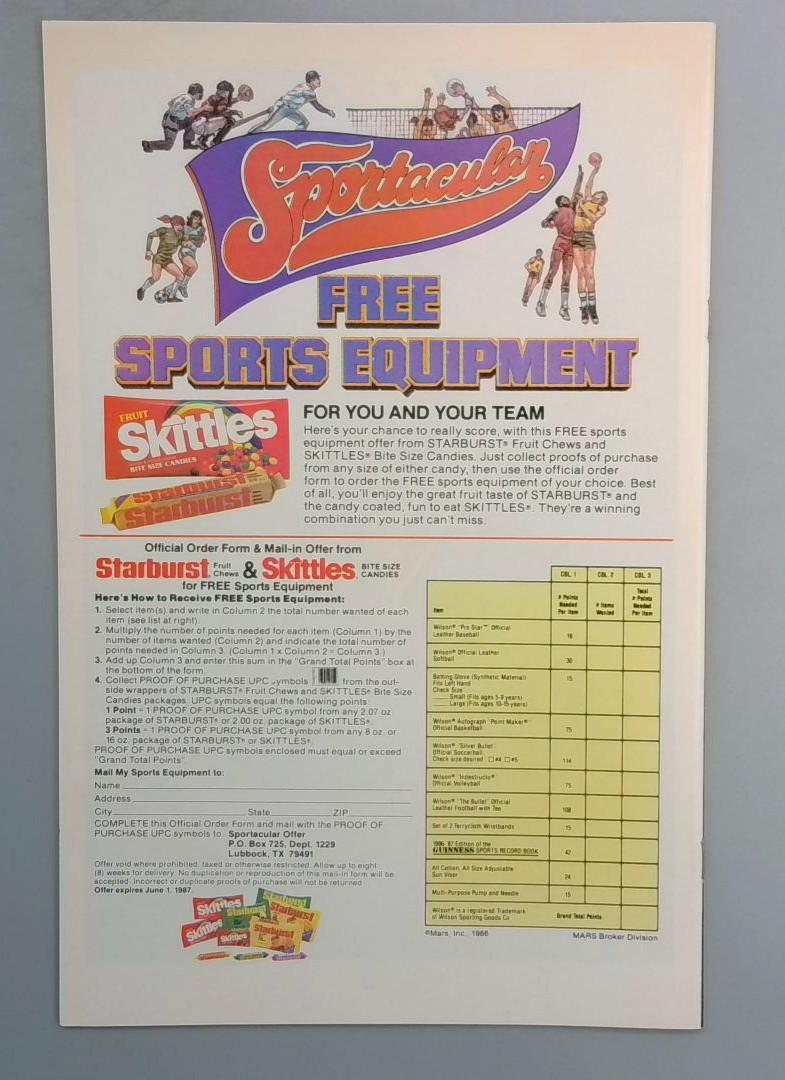 Sportacular
FREE
SPORTS EQUIPMENT
FRUIT
Skittles
BITE SIZE CANDIES
Starburst
Starburst
FOR YOU AND YOUR TEAM
Here's your chance to really score, with this FREE sports
equipment offer from STARBURST® Fruit Chews and
SKITTLES® Bite Size Candies. Just collect proofs of purchase
from any size of either candy, then use the official order
form to order the FREE sports equipment of your choice. Best
of all, you'll enjoy the great fruit taste of STARBURST® and
the candy coated, fun to eat SKITTLES®. They're a winning
combination you just can't miss.
Official Order Form & Mail-in Offer from
Starburst® Fruit Chews & Skittles® BITE SIZE CANDIES
for FREE Sports Equipment
Here's How to Receive FREE Sports Equipment:
1. Select item(s) and write in Column 2 the total number wanted of each
item (see list at right).
2. Multiply the number of points needed for each item (Column 1) by the
number of items wanted (Column 2) and indicate the total number of
points needed in Column 3. (Column 1 x Column 2 = Column 3.)
3. Add up Column 3 and enter this sum in the "Grand Total Points" box at
the bottom of the form.
4. Collect PROOF OF PURCHASE UPC symbols from the out-
side wrappers of STARBURST® Fruit Chews and SKITTLES® Bite Size
Candies packages. UPC symbols equal the following points:
1 Point = 1 PROOF OF PURCHASE UPC symbol from any 2.07 oz.
package of STARBURST® or 2.00 oz. package of SKITTLES®.
3 Points = 1 PROOF OF PURCHASE UPC symbol from any 8 oz. or
16 oz. package of STARBURST® or SKITTLES®.
PROOF OF PURCHASE UPC symbols enclosed must equal or exceed
"Grand Total Points".
Mail My Sports Equipment to:
Name
Address
City State ZIP
COMPLETE this Official Order Form and mail with the PROOF OF
PURCHASE UPC symbols to: Sportacular Offer
P.O. Box 725, Dept. 1229
Lubbock, TX 79491
Offer void where prohibited, taxed or otherwise restricted. Allow up to eight
(8) weeks for delivery. No duplication or reproduction of this mail-in form will be
accepted. Incorrect or duplicate proofs of purchase will not be returned.
Offer expires June 1, 1987.
Skittles
Starburst
Starburst
Skittles
Skittles
Starburst
COL. 1 COL. 2 COL. 3
Item # Points Needed Per Item # Items Wanted Total # Points Needed Per Item
Wilson® "Pro Star™" Official
Leather Baseball 18
Wilson® Official Leather
Softball 30
Batting Glove (Synthetic Material) 15
Fits Left Hand
Check Size
Small (Fits ages 5-9 years)
Large (Fits ages 10-15 years)
Wilson® Autograph "Point Maker®"
Official Basketball 75
Wilson® "Silver Bullet"
Official Soccerball
Check size desired: □ #4 □ #5 114
Wilson® "Indestructo®"
Official Volleyball 75
Wilson® "The Bullet" Official
Leather Football with Tee 108
Set of 2 Terrycloth Wristbands 15
1986-'87 Edition of the
GUINNESS SPORTS RECORD BOOK 42
All Cotton, All Size Adjustable
Sun Visor 24
Multi-Purpose Pump and Needle 15
Wilson® is a registered Trademark
of Wilson Sporting Goods Co. Grand Total Points
©Mars, Inc. 1986 MARS Broker Division